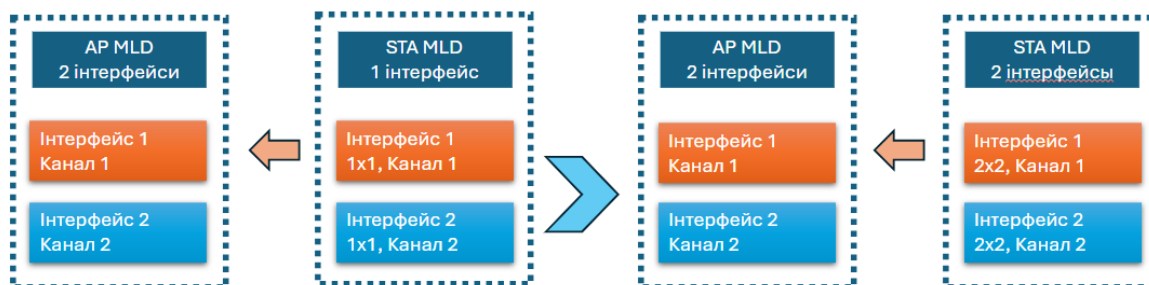 AP MLD
2 інтерфейси
Інтерфейс 1
Канал 1
Інтерфейс 2
Канал 2
STA MLD
1 інтерфейс
Інтерфейс 1
1x1, Канал 1
Інтерфейс 2
1x1, Канал 2
AP MLD
2 інтерфейси
Інтерфейс 1
Канал 1
Інтерфейс 2
Канал 2
STA MLD
2 інтерфейсы
Інтерфейс 1
2x2, Канал 1
Інтерфейс 2
2x2, Канал 2